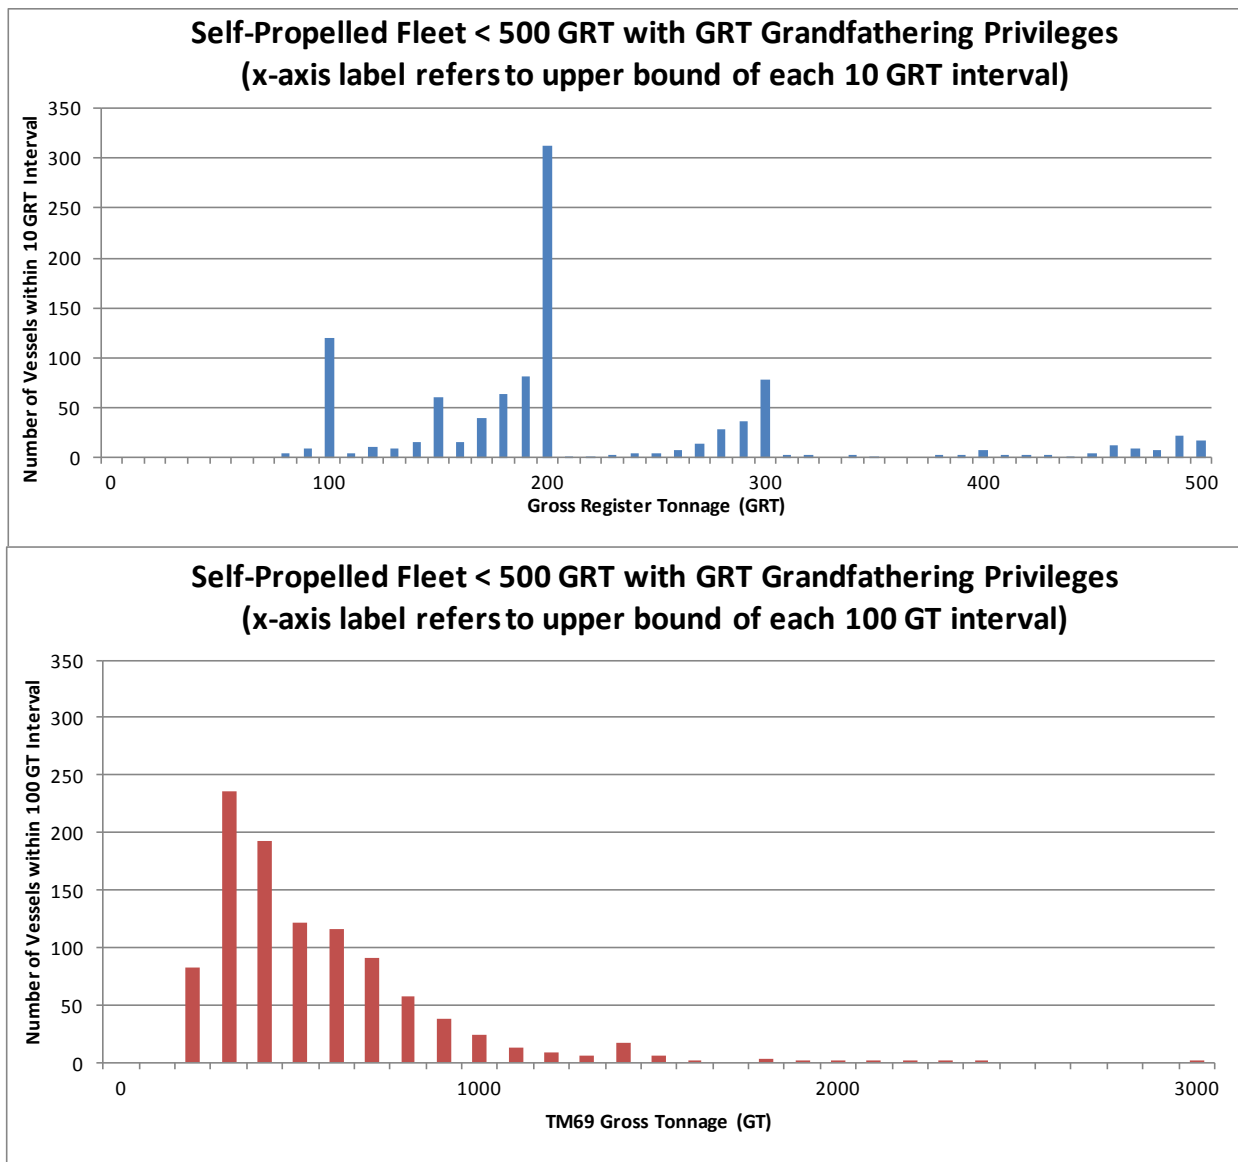 Self-Propelled Fleet < 500 GRT with GRT Grandfathering Privileges
(x-axis label refers to upper bound of each 10 GRT interval)
Number of Vessels within 10 GRT Interval
350
300
250
200
150
100
50
0
0 100 200 300 400 500
Gross Register Tonnage (GRT)
Self-Propelled Fleet < 500 GRT with GRT Grandfathering Privileges
(x-axis label refers to upper bound of each 100 GT interval)
Number of Vessels within 100 GT Interval
350
300
250
200
150
100
50
0
0 1000 2000 3000
TM69 Gross Tonnage (GT)